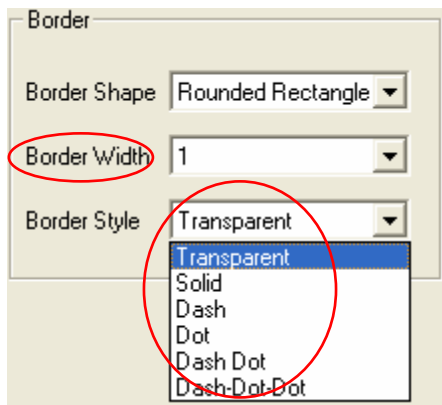 Border
Border Shape Rounded Rectangle
Border Width 1
Border Style Transparent
Transparent
Solid
Dash
Dot
Dash Dot
Dash-Dot-Dot